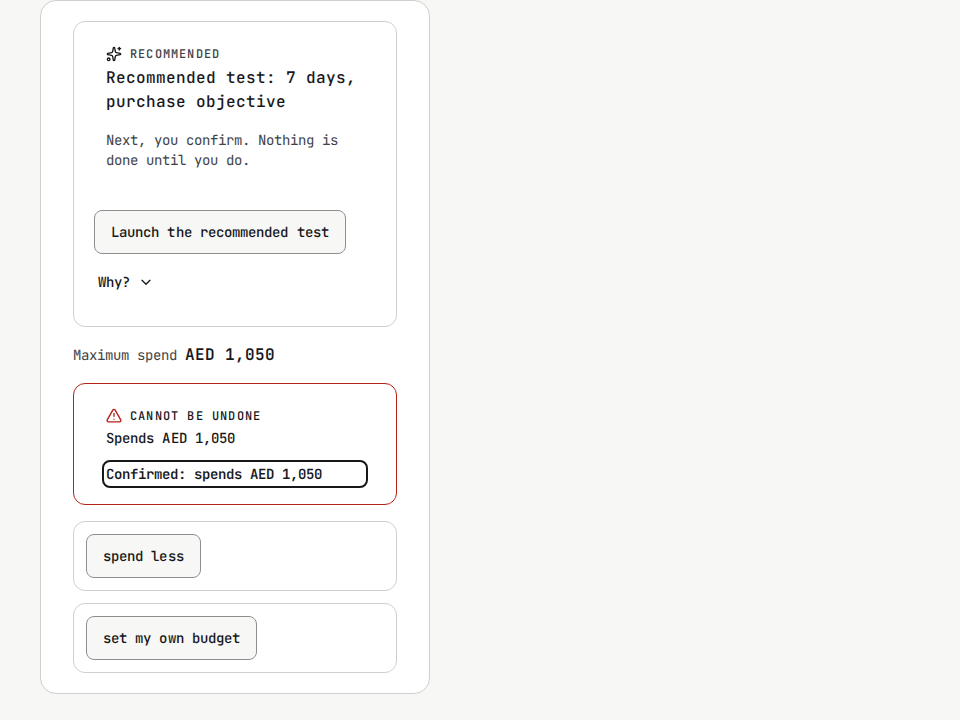 RECOMMENDED
Recommended test: 7 days,
purchase objective
Next, you confirm. Nothing is
done until you do.
Launch the recommended test
Why?
Maximum spend AED 1,050
CANNOT BE UNDONE
Spends AED 1,050
Confirmed: spends AED 1,050
spend less
set my own budget